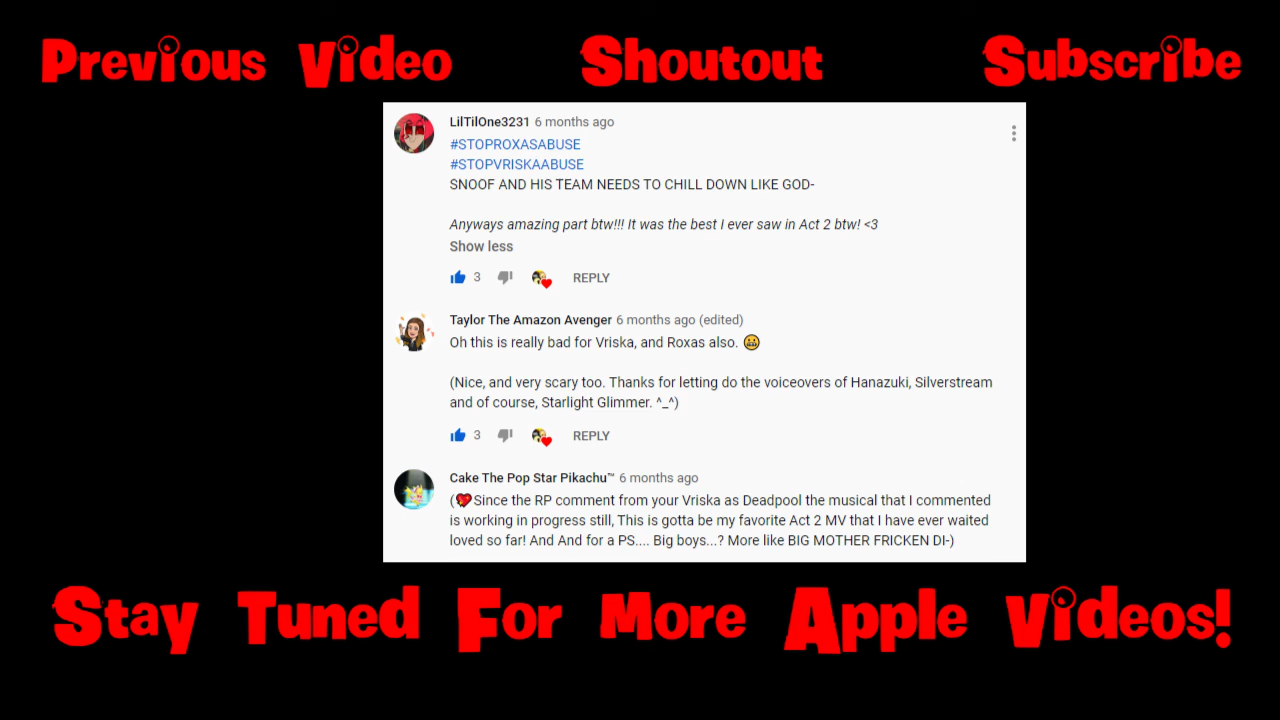 Previous Video Shoutout Subscribe
LilTilOne3231 6 months ago
#STOPROXASABUSE
#STOPVRISKAABUSE
SNOOF AND HIS TEAM NEEDS TO CHILL DOWN LIKE GOD-
Anyways amazing part btw!!! It was the best I ever saw in Act 2 btw! <3
Show less
3 REPLY
Taylor The Amazon Avenger 6 months ago (edited)
Oh this is really bad for Vriska, and Roxas also. 😬
(Nice, and very scary too. Thanks for letting do the voiceovers of Hanazuki, Silverstream
and of course, Starlight Glimmer. ^_^)
3 REPLY
Cake The Pop Star Pikachu™ 6 months ago
(💖Since the RP comment from your Vriska as Deadpool the musical that I commented
is working in progress still, This is gotta be my favorite Act 2 MV that I have ever waited
loved so far! And And for a PS.... Big boys...? More like BIG MOTHER FRICKEN DI-)
Stay Tuned For More Apple Videos!